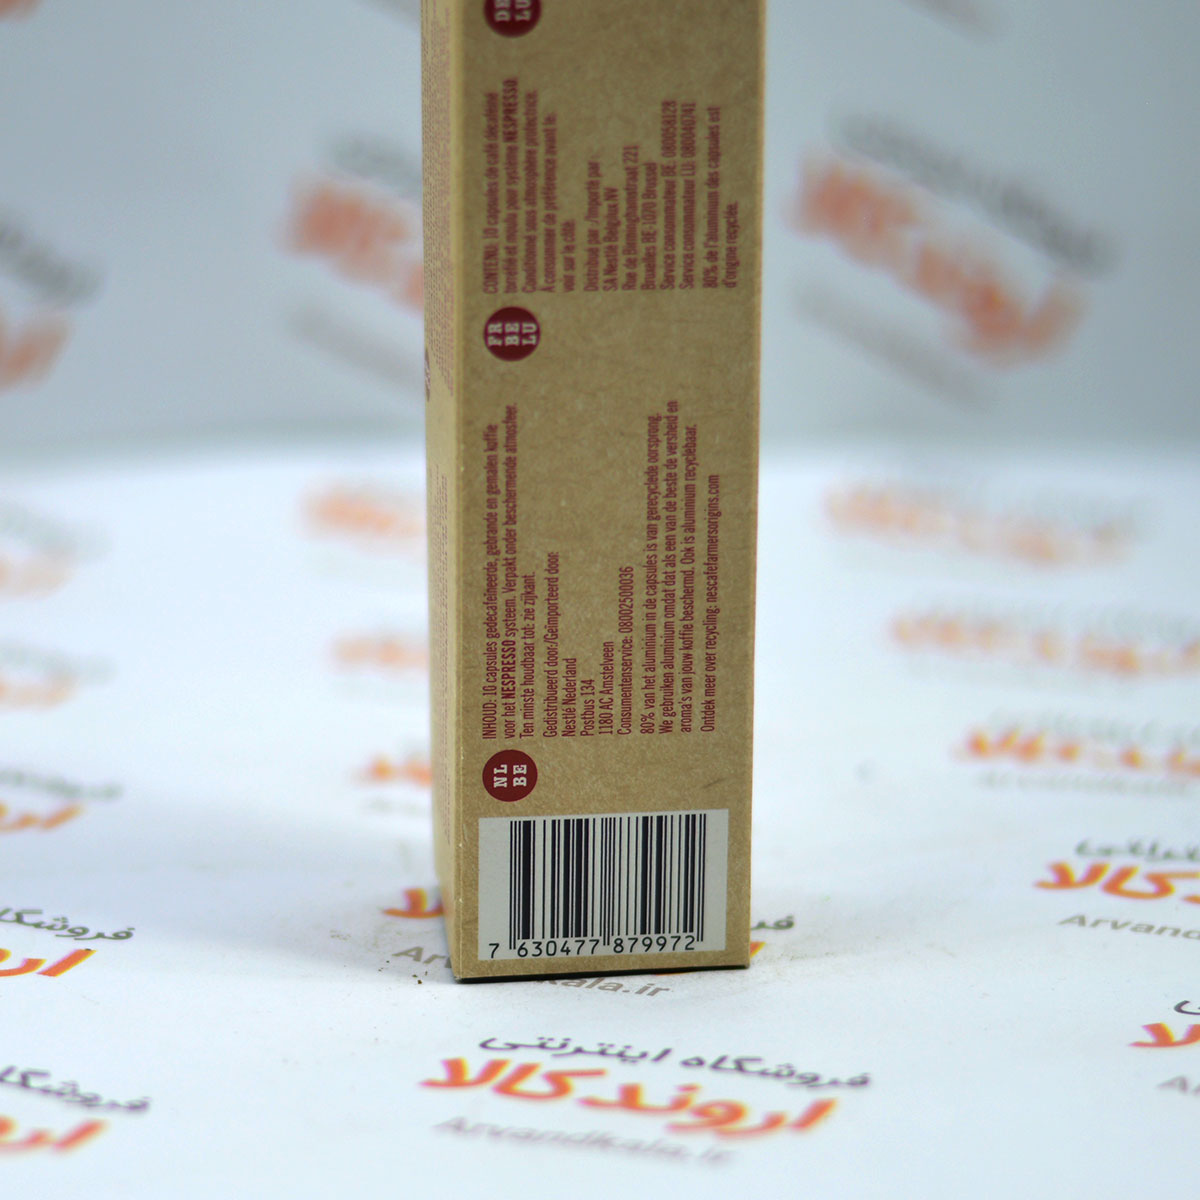 DE
LU
CONTENU: 10 capsules de café décaféiné
torréfié et moulu pour système NESPRESSO.
Conditionné sous atmosphère protectrice.
À consommer de préférence avant le:
voir sur le côté.
Distribué par /Importé par
SA Nestlé Belgilux NV
Rue de Birminghamstraat 221
Bruxelles BE-1070 Brussel
Service consommateur BE: 080058128
Service consommateur LU: 080040741
80% de l'aluminium des capsules est
d'origine recyclée.
FR
BE
LU
INHOUD: 10 capsules gedecafeïneerde, gebrande en gemalen koffie
voor het NESPRESSO systeem. Verpakt onder beschermende atmosfeer.
Ten minste houdbaar tot: zie zijkant.
Gedistribueerd door:/Geïmporteerd door:
Nestlé Nederland
Postbus 134
1180 AC Amstelveen
Consumentenservice: 08002500036
80% van het aluminium in de capsules is van gerecyclede oorsprong.
We gebruiken aluminium omdat dat als een van de beste de versheid en
aroma's van jouw koffie beschermd. Ook is aluminium recyclebaar.
Ontdek meer over recycling: nescafefarmersorigins.com
NL
BE
7 630477 879972
فروشگاه اینترنتی
اروند کالا
Arvandkala.ir